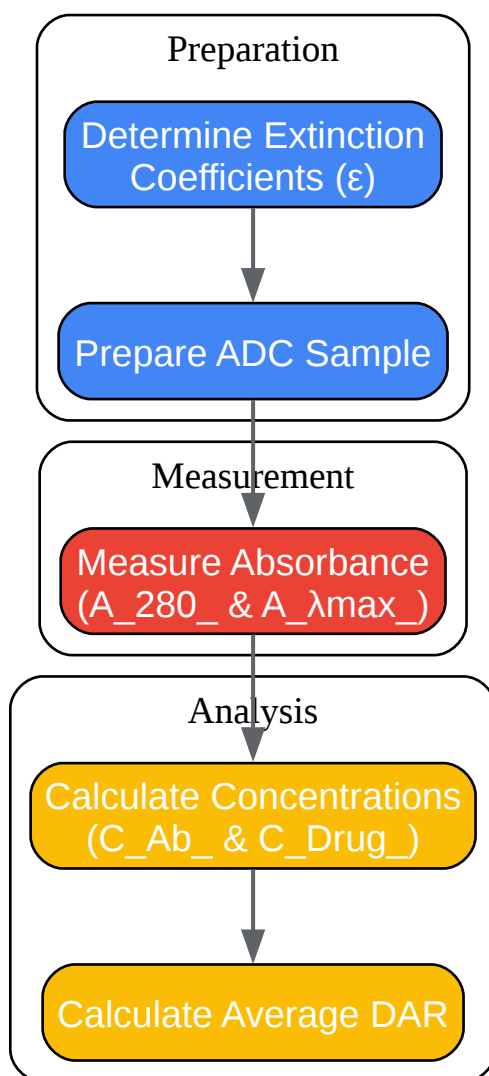 Preparation
Determine Extinction
Coefficients (ε)
Prepare ADC Sample
Measurement
Measure Absorbance
(A_280_ & A_λmax_)
Analysis
Calculate Concentrations
(C_Ab_ & C_Drug_)
Calculate Average DAR